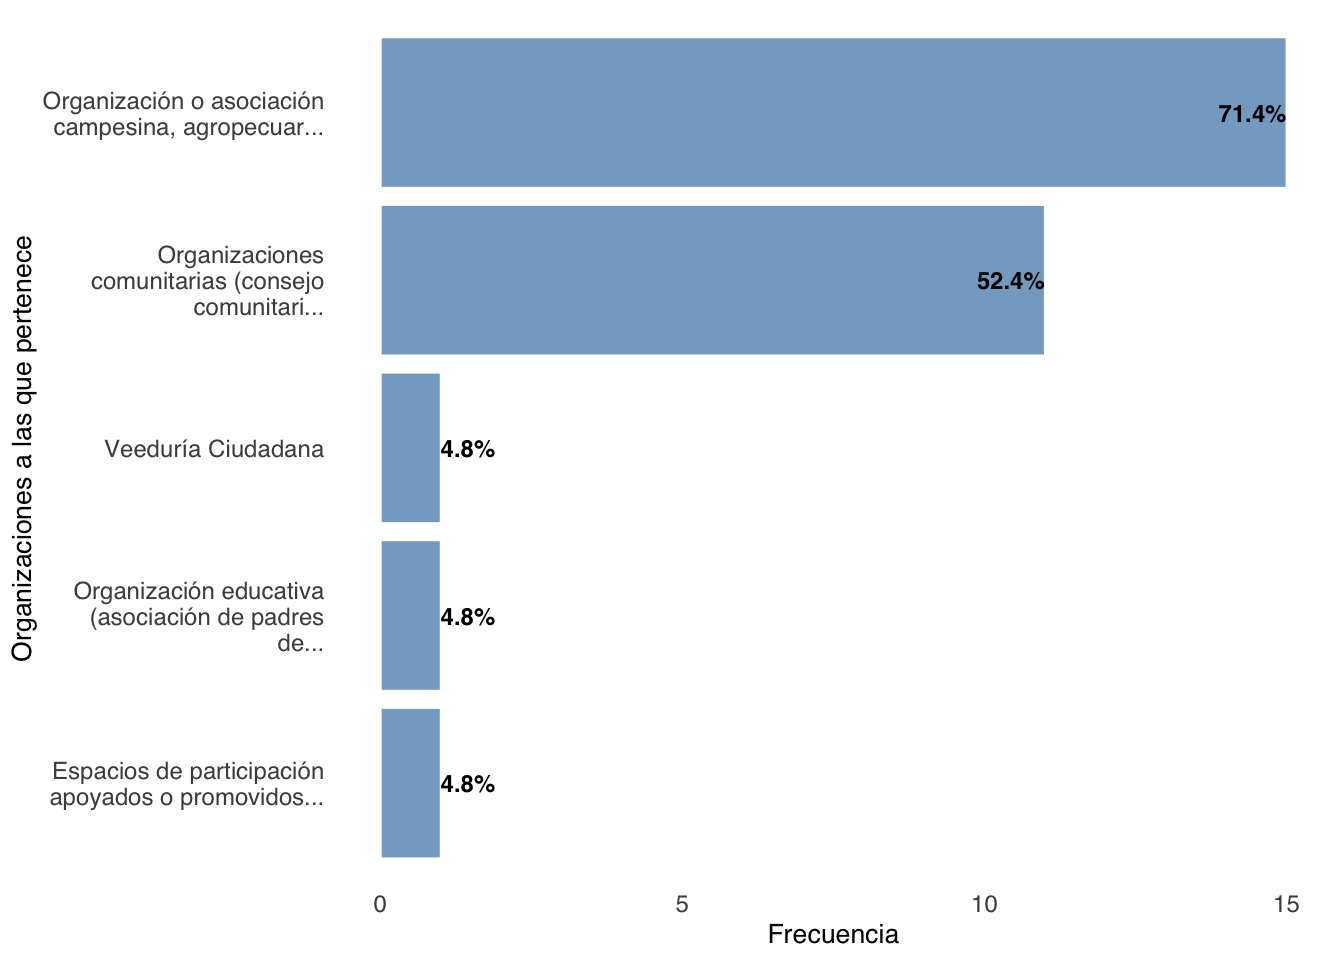 Organizaciones a las que pertenece
Organización o asociación
campesina, agropecuar...
71.4%
Organizaciones
comunitarias (consejo
comunitari...
52.4%
Veeduría Ciudadana
4.8%
Organización educativa
(asociación de padres
de...
4.8%
Espacios de participación
apoyados o promovidos...
4.8%
0
5
10
15
Frecuencia